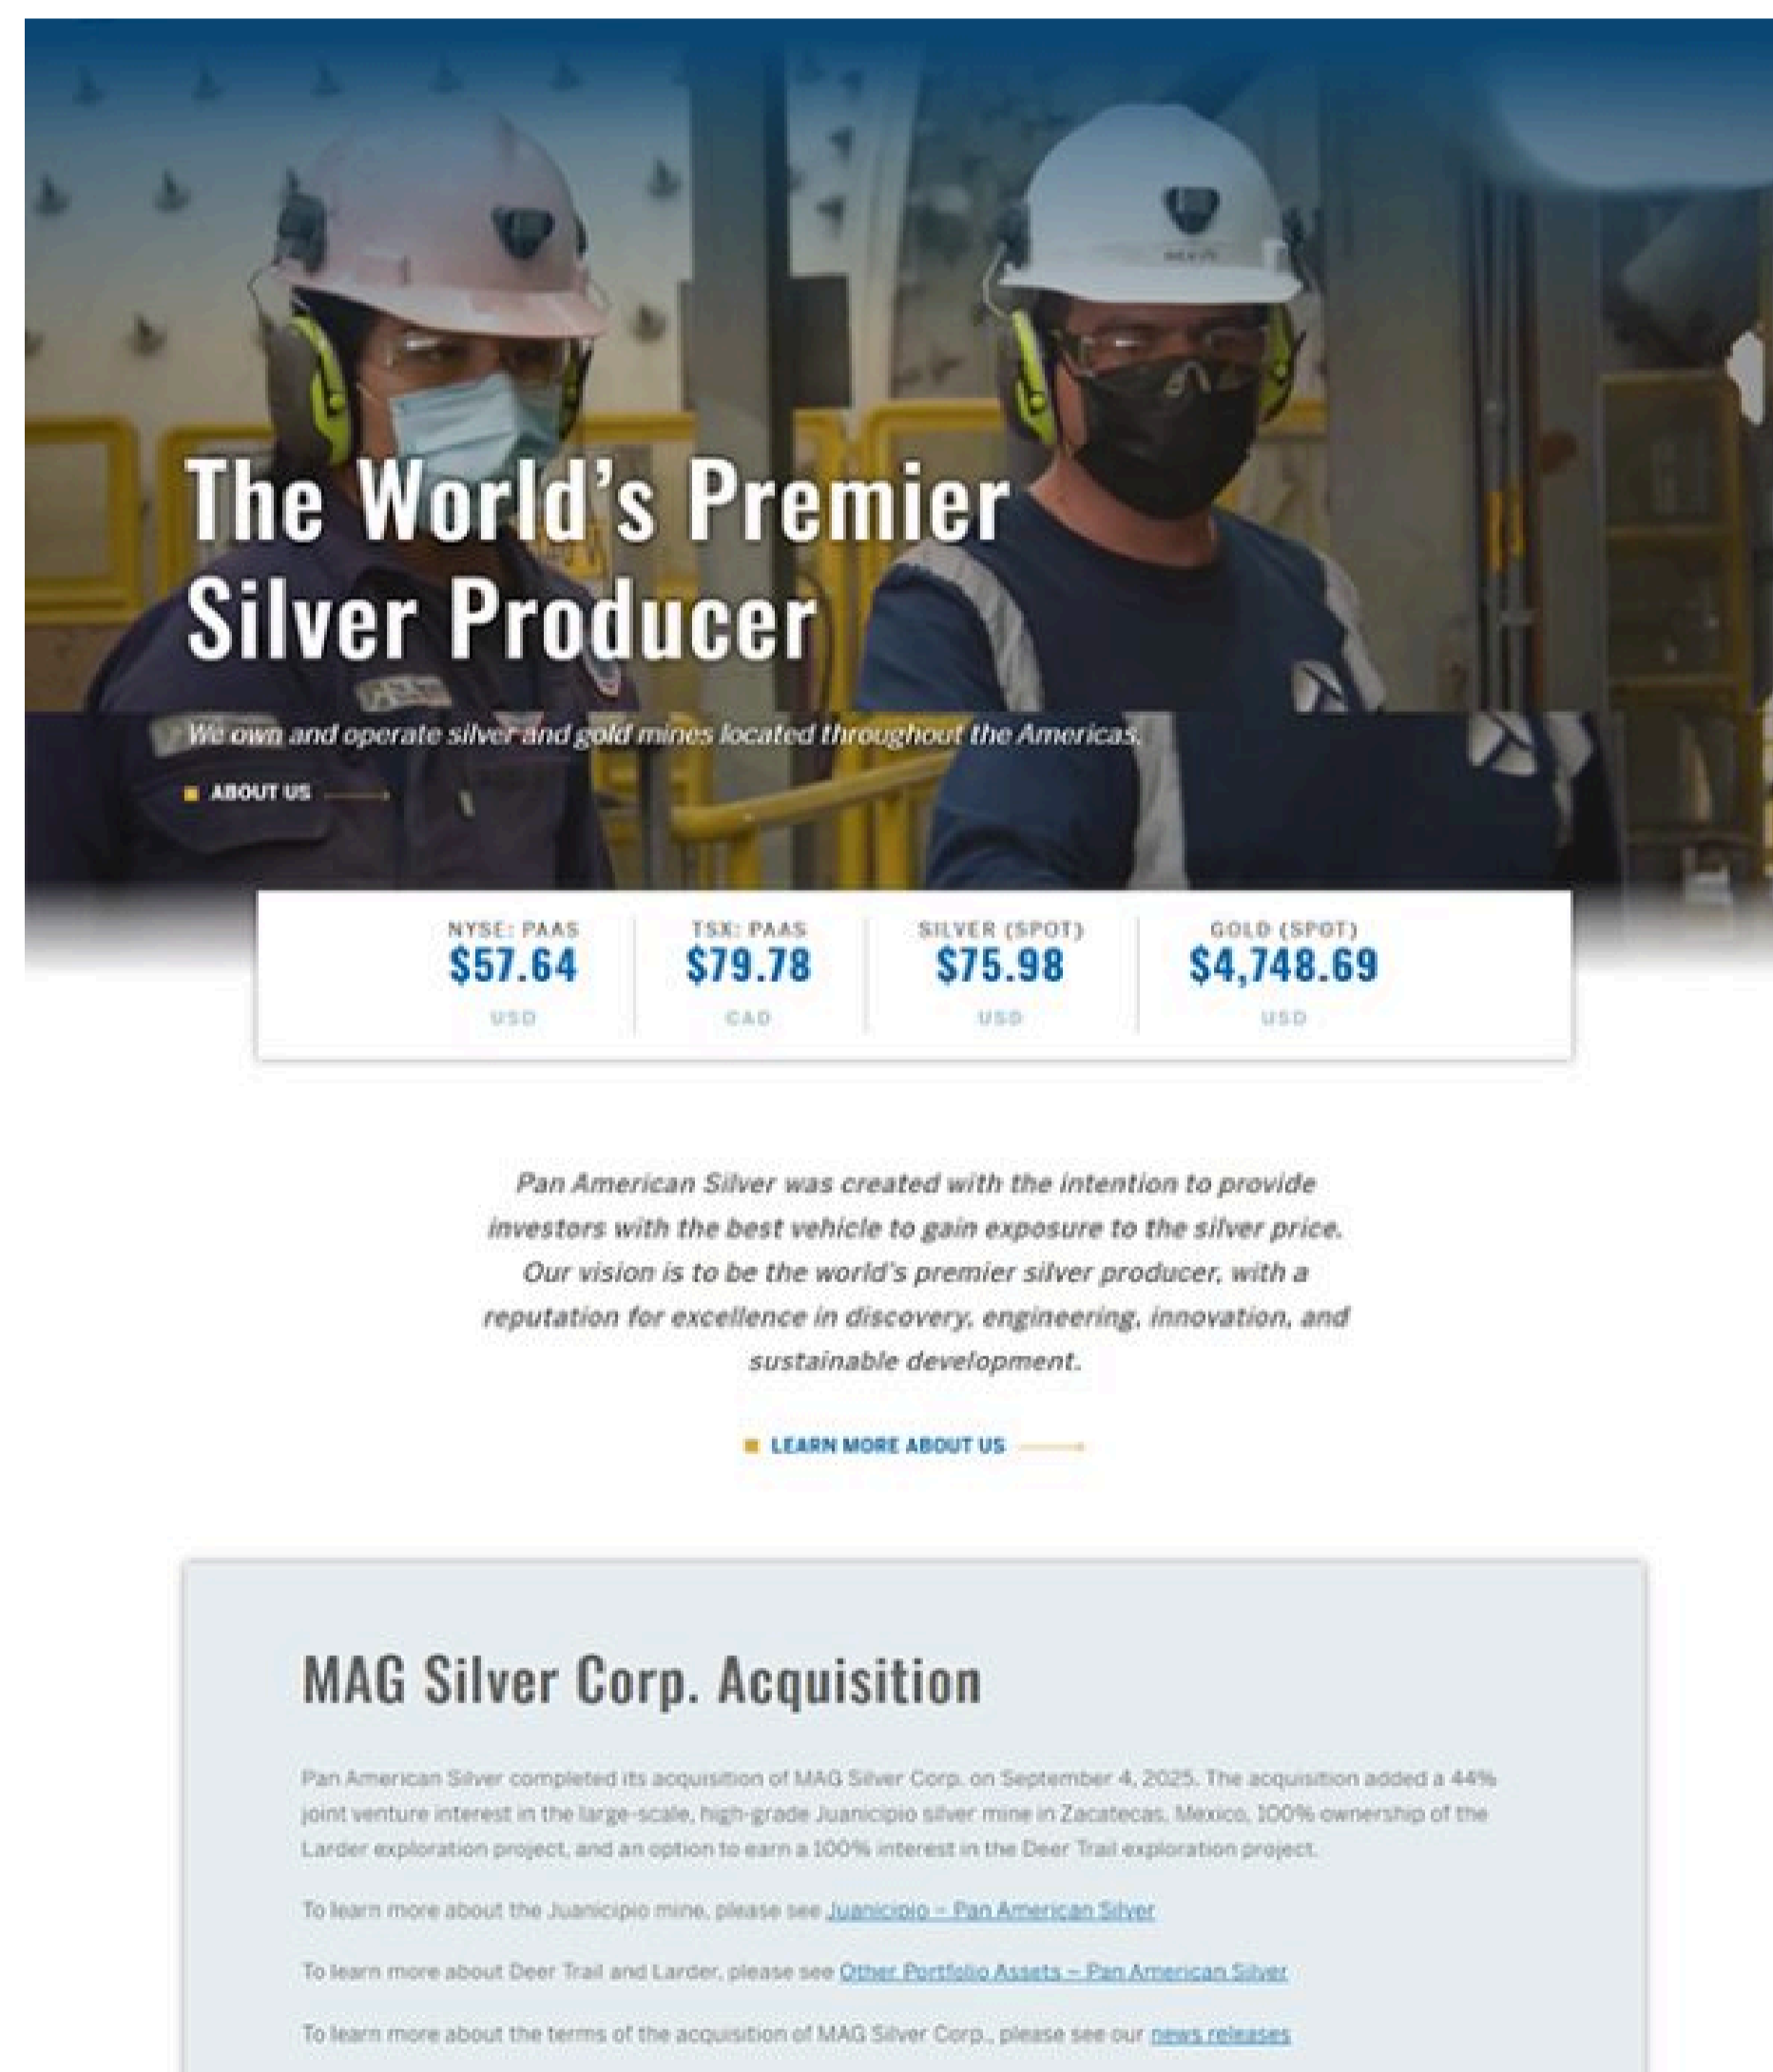 The World's Premier
Silver Producer
We own and operate silver and gold mines located throughout the Americas.
ABOUT US
NYSE: PAAS
$57.64
USD
TSX: PAAS
$79.78
CAD
SILVER (SPOT)
$75.98
USD
GOLD (SPOT)
$4,748.69
USD
Pan American Silver was created with the intention to provide
investors with the best vehicle to gain exposure to the silver price.
Our vision is to be the world's premier silver producer, with a
reputation for excellence in discovery, engineering, innovation, and
sustainable development.
LEARN MORE ABOUT US
MAG Silver Corp. Acquisition
Pan American Silver completed its acquisition of MAG Silver Corp. on September 4, 2025. The acquisition added a 44%
joint venture interest in the large-scale, high-grade Juanicipio silver mine in Zacatecas, Mexico, 100% ownership of the
Larder exploration project, and an option to earn a 100% interest in the Deer Trail exploration project.
To learn more about the Juanicipio mine, please see Juanicipio – Pan American Silver
To learn more about Deer Trail and Larder, please see Other Portfolio Assets – Pan American Silver
To learn more about the terms of the acquisition of MAG Silver Corp., please see our news releases